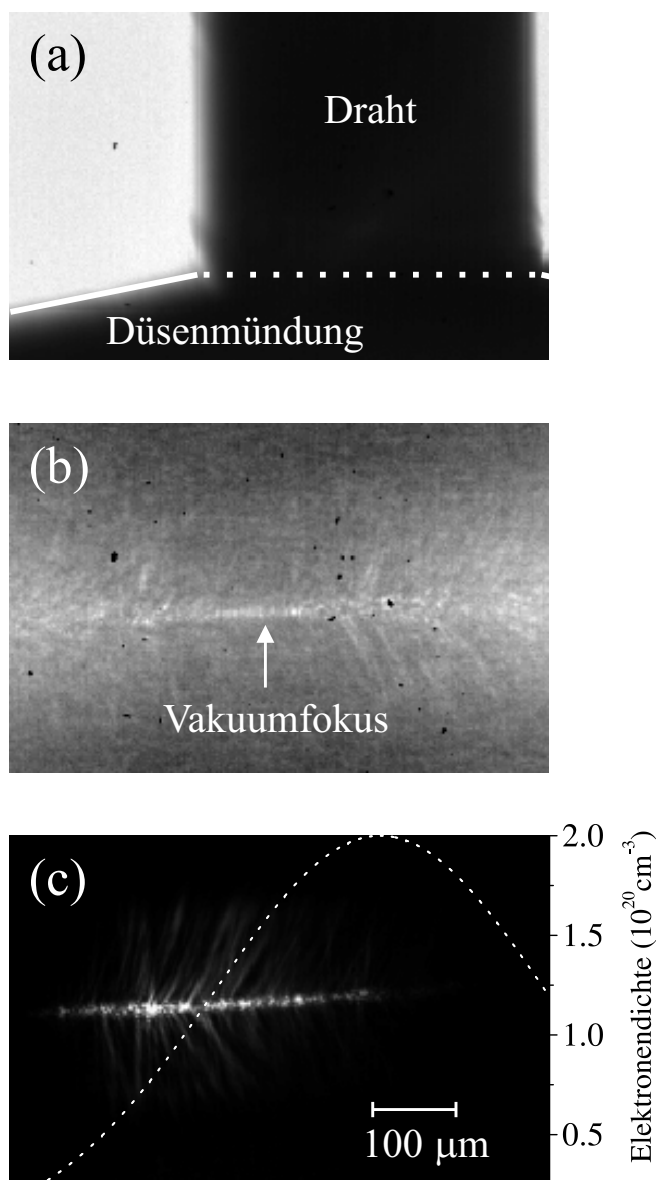 (a)
Draht
Düsenmündung
(b)
Vakuumfokus
(c)
2.0
1.5
1.0
0.5
Elektronendichte (10²⁰cm⁻³)
100 μm